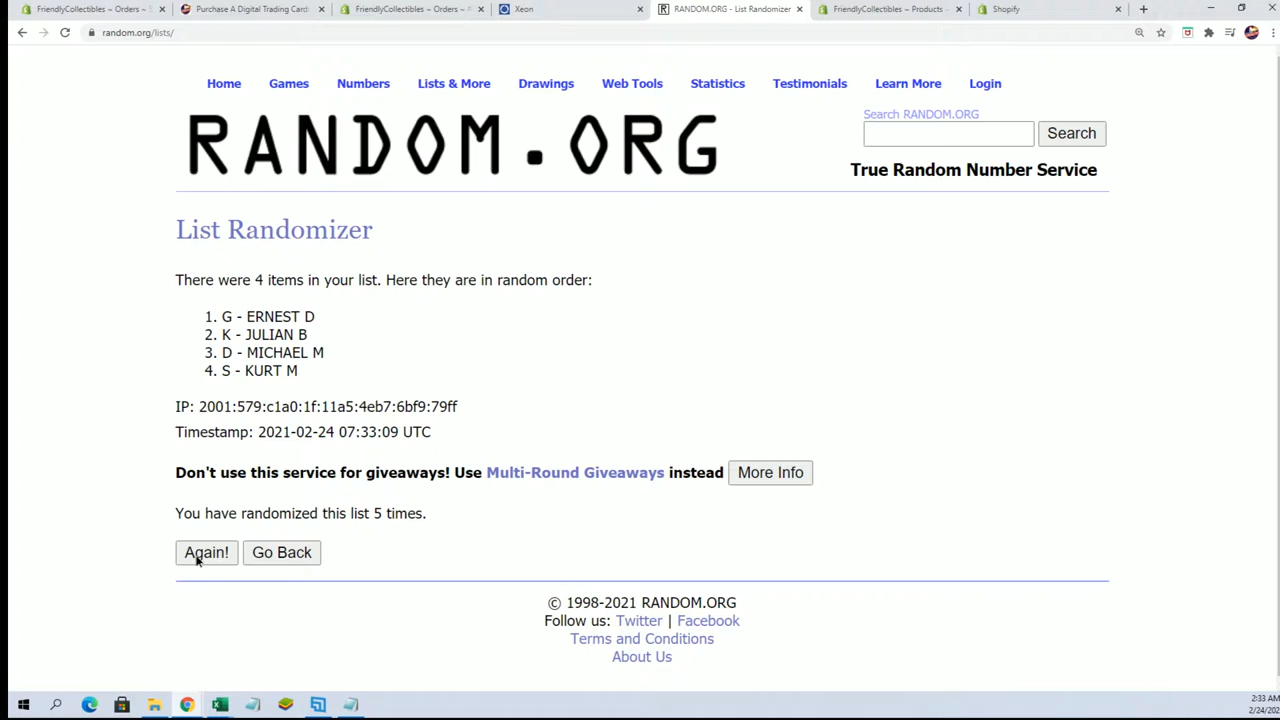 FriendlyCollectibles ~ Orders ~ S
Purchase A Digital Trading Card
FriendlyCollectibles ~ Orders ~ A
Xeon
RANDOM.ORG - List Randomizer
FriendlyCollectibles ~ Products ~
Shopify
random.org/lists/
Home Games Numbers Lists & More Drawings Web Tools Statistics Testimonials Learn More Login
RANDOM.ORG
Search RANDOM.ORG
Search
True Random Number Service
List Randomizer
There were 4 items in your list. Here they are in random order:
1. G - ERNEST D
2. K - JULIAN B
3. D - MICHAEL M
4. S - KURT M
IP: 2001:579:c1a0:1f:11a5:4eb7:6bf9:79ff
Timestamp: 2021-02-24 07:33:09 UTC
Don't use this service for giveaways! Use Multi-Round Giveaways instead More Info
You have randomized this list 5 times.
Again! Go Back
© 1998-2021 RANDOM.ORG
Follow us: Twitter | Facebook
Terms and Conditions
About Us
2:33 AM
2/24/202